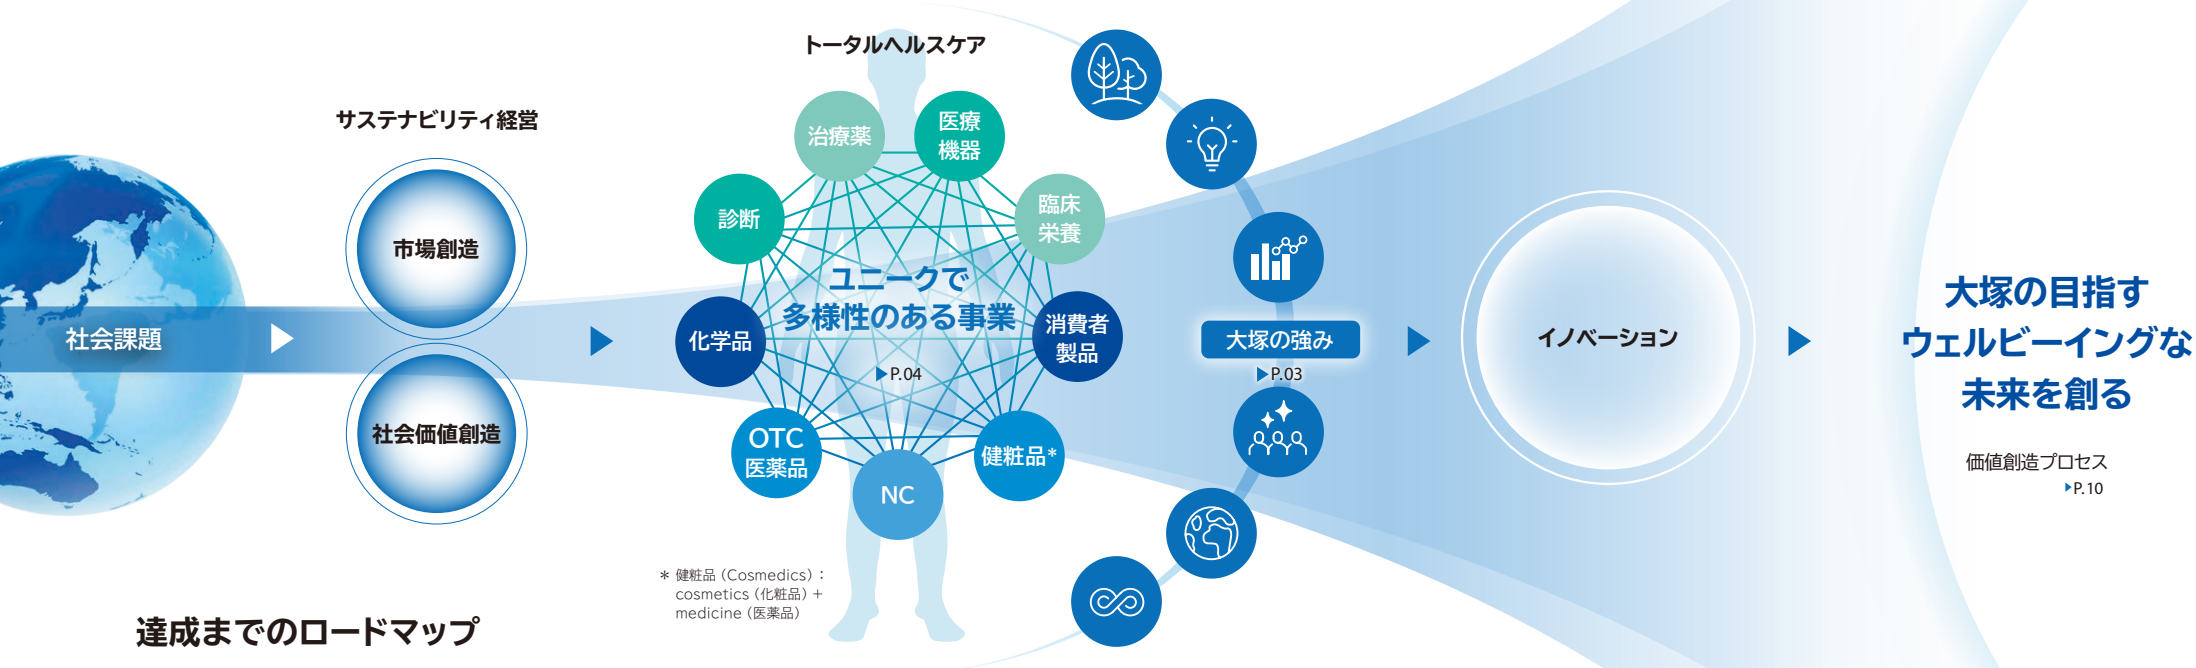 社会課題
サステナビリティ経営
市場創造
社会価値創造
トータルヘルスケア
治療薬
医療
機器
診断
臨床
栄養
ユニークで
多様性のある事業
▶P.04
化学品
消費者
製品
OTC
医薬品
NC
健粧品*
* 健粧品（Cosmedics）：
cosmetics（化粧品）+
medicine（医薬品）
大塚の強み
▶P.03
イノベーション
大塚の目指す
ウェルビーイングな
未来を創る
価値創造プロセス
▶P.10
達成までのロードマップ